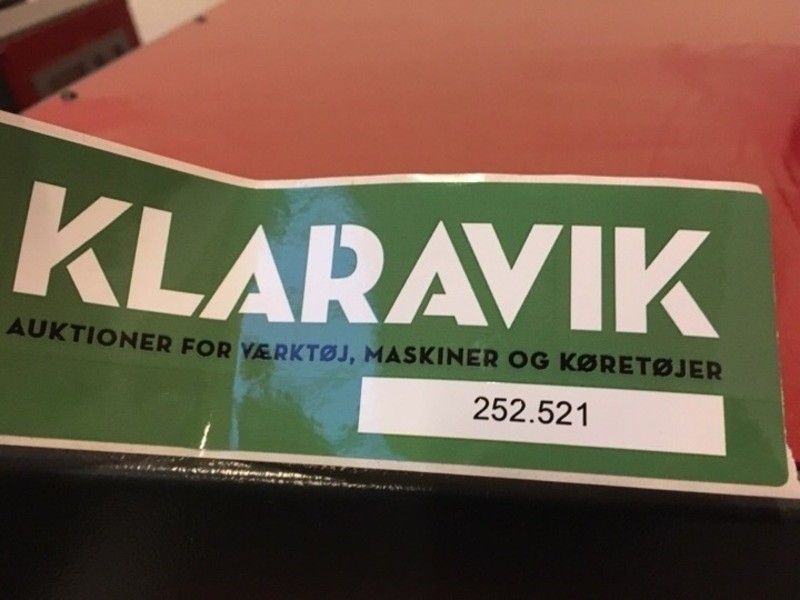 KLARAVIK
AUKTIONER FOR VÆRKTØJ, MASKINER OG KØRETØJER
252.521